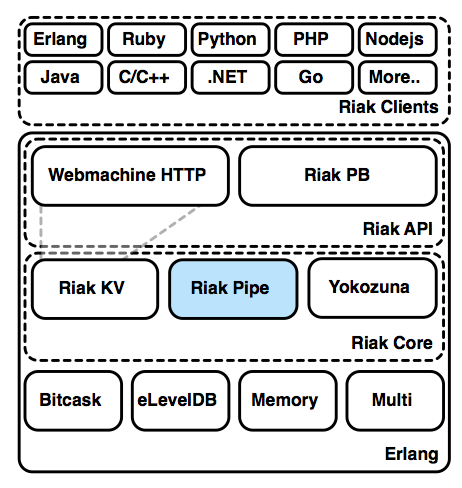 Erlang Ruby Python PHP Nodejs
Java C/C++ .NET Go More..
Riak Clients
Webmachine HTTP Riak PB
Riak API
Riak KV Riak Pipe Yokozuna
Riak Core
Bitcask eLevelDB Memory Multi
Erlang